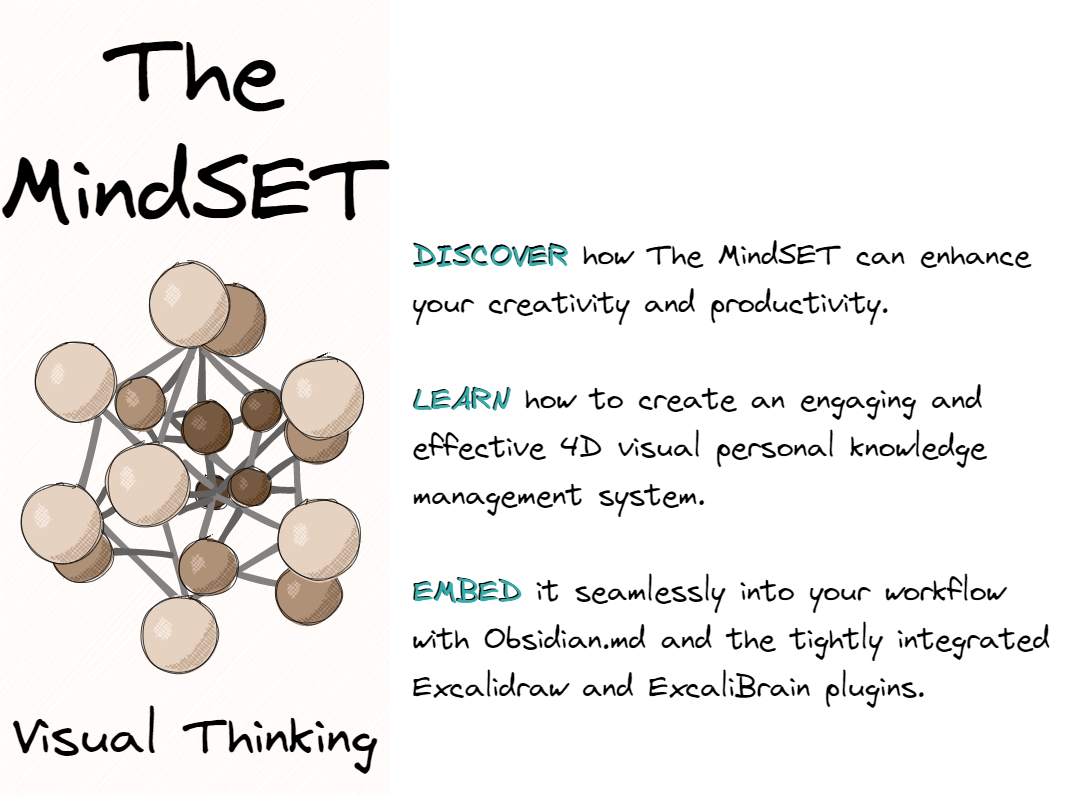 The
MindSET
Visual Thinking
DISCOVER how The MindSET can enhance
your creativity and productivity.
LEARN how to create an engaging and
effective 4D visual personal knowledge
management system.
EMBED it seamlessly into your workflow
with Obsidian.md and the tightly integrated
Excalidraw and ExcaliBrain plugins.